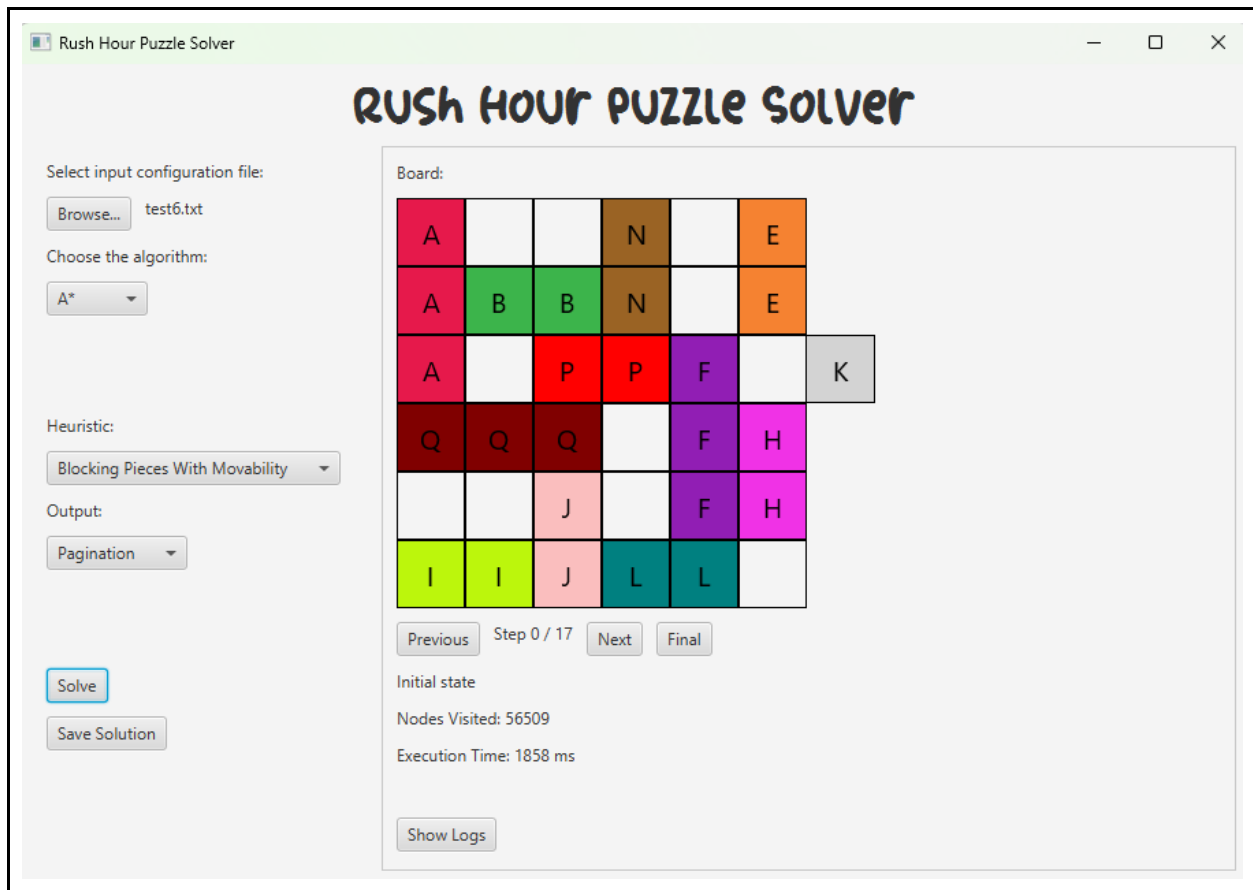 Rush Hour Puzzle Solver
Rush Hour Puzzle Solver
Select input configuration file:
Browse... test6.txt
Choose the algorithm:
A*
Heuristic:
Blocking Pieces With Movability
Output:
Pagination
Solve
Save Solution
Board:
A N E
A B B N E
A P P F K
Q Q Q F H
J F H
I I J L L
Previous Step 0 / 17 Next Final
Initial state
Nodes Visited: 56509
Execution Time: 1858 ms
Show Logs